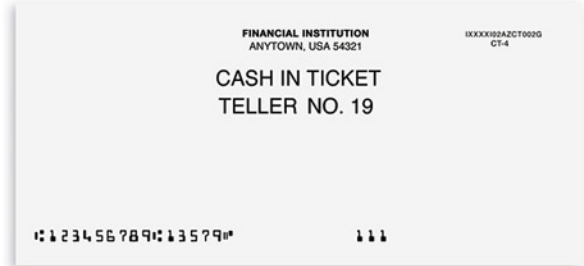 FINANCIAL INSTITUTION
ANYTOWN, USA 54321
IXXXXI02AZCT002G
CT-4
CASH IN TICKET
TELLER NO. 19
⑆123456789⑆13579⑈ 111